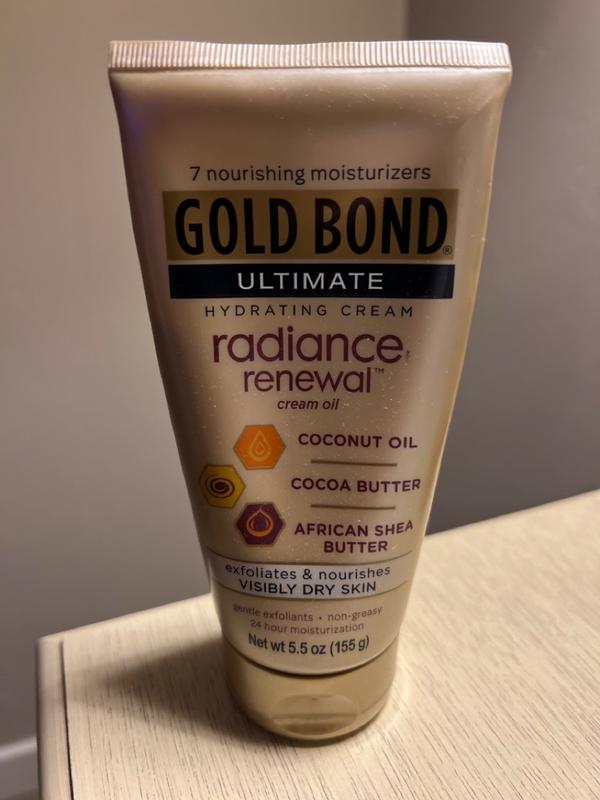 7 nourishing moisturizers
GOLD BOND®
ULTIMATE
HYDRATING CREAM
radiance
renewal™
cream oil
COCONUT OIL
COCOA BUTTER
AFRICAN SHEA
BUTTER
exfoliates & nourishes
VISIBLY DRY SKIN
gentle exfoliants • non-greasy
24 hour moisturization
Net wt 5.5 oz (155 g)